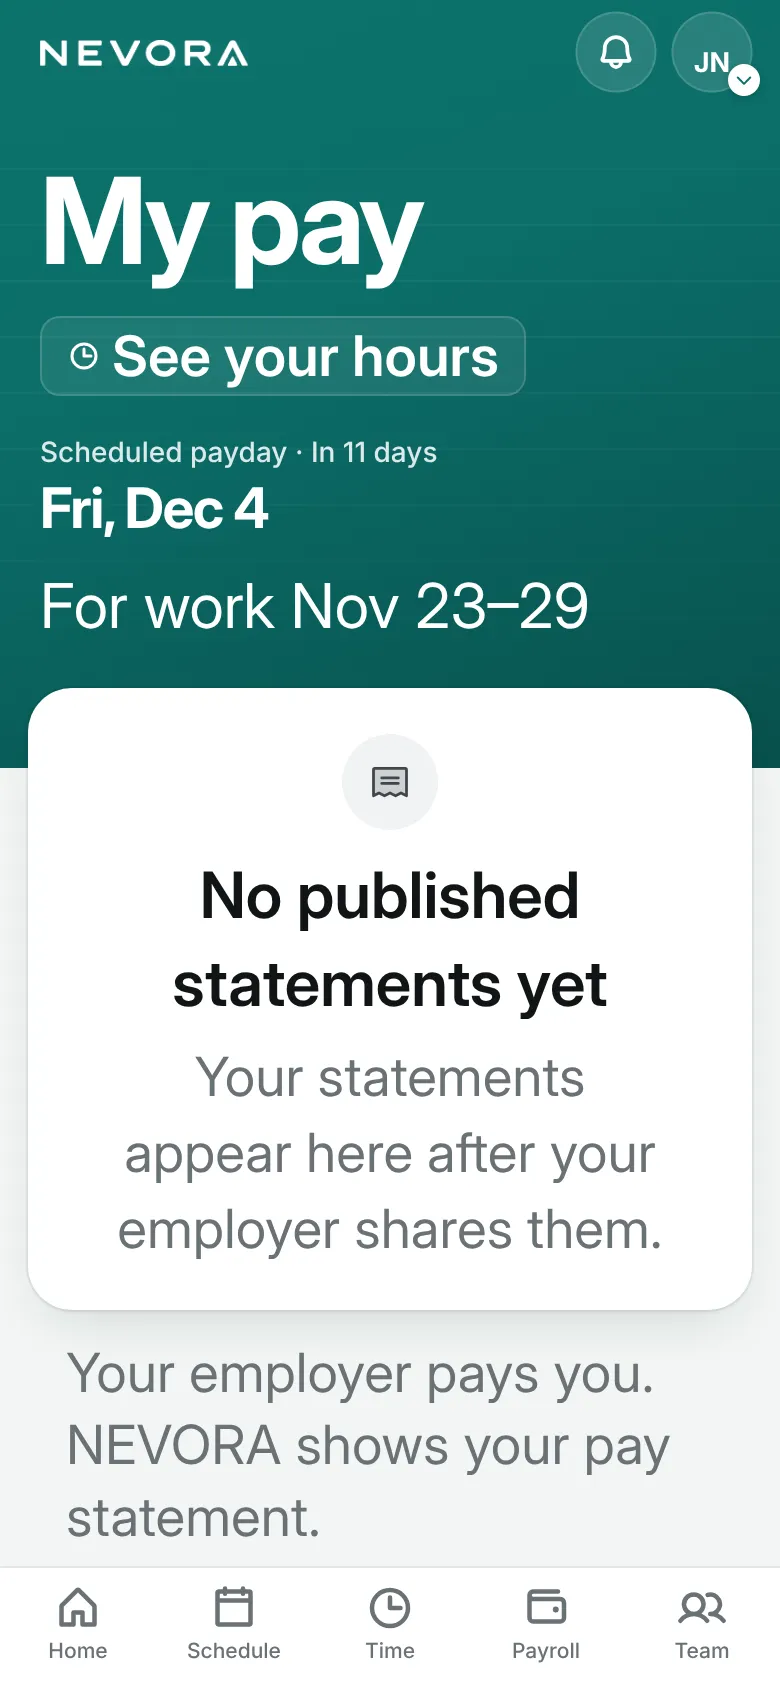 NEVORA
JN
My pay
See your hours
Scheduled payday · In 11 days
Fri, Dec 4
For work Nov 23–29
No published
statements yet
Your statements
appear here after your
employer shares them.
Your employer pays you.
NEVORA shows your pay
statement.
Home
Schedule
Time
Payroll
Team